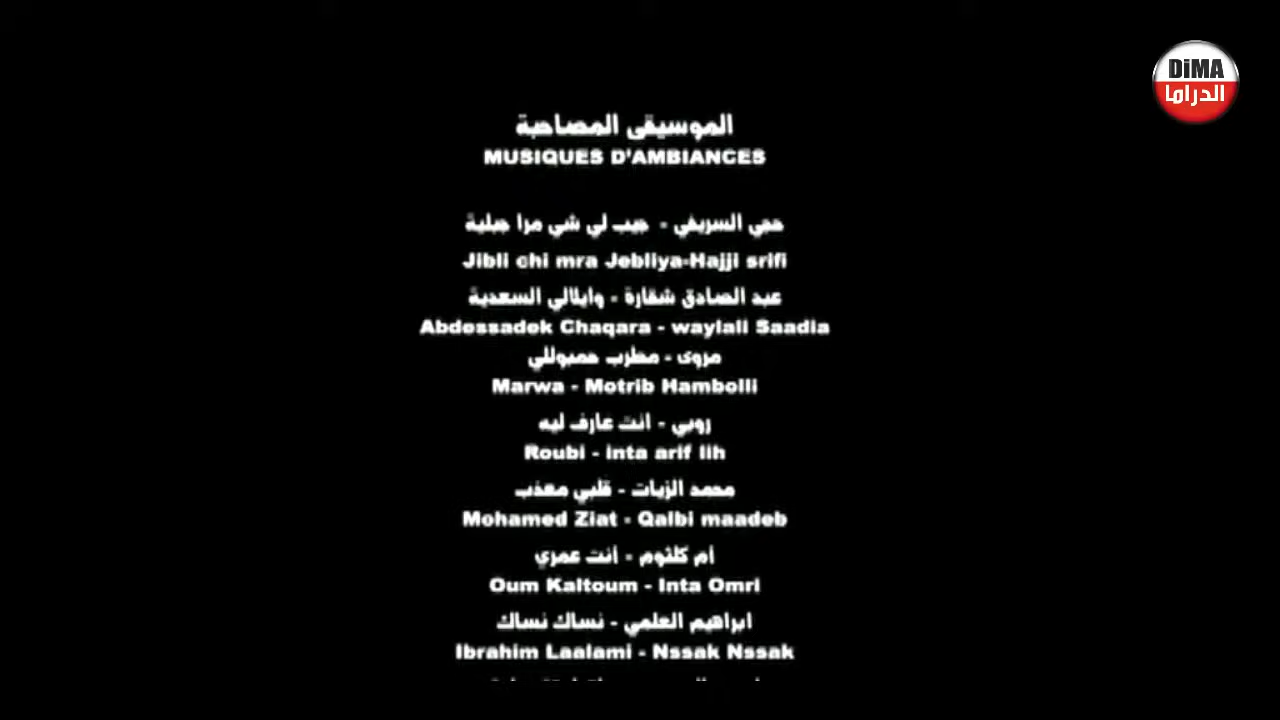 DiMA
الدراما
الموسيقى المصاحبة
MUSIQUES D'AMBIANCES
حجي السريفي - جيب لي شي مرا جبلية
Jibli chi mra Jebliya-Hajji srifi
عبد الصادق شقارة - وايلالي السعدية
Abdessadek Chaqara - waylali Saadia
مروى - مطرب حمبوللي
Marwa - Motrib Hambolli
روبي - انت عارف ليه
Roubi - inta arif lih
محمد الزيات - قلبي معذب
Mohamed Ziat - Qalbi maadeb
أم كلثوم - أنت عمري
Oum Kaltoum - Inta Omri
ابراهيم العلمي - نساك نساك
Ibrahim Laalami - Nssak Nssak